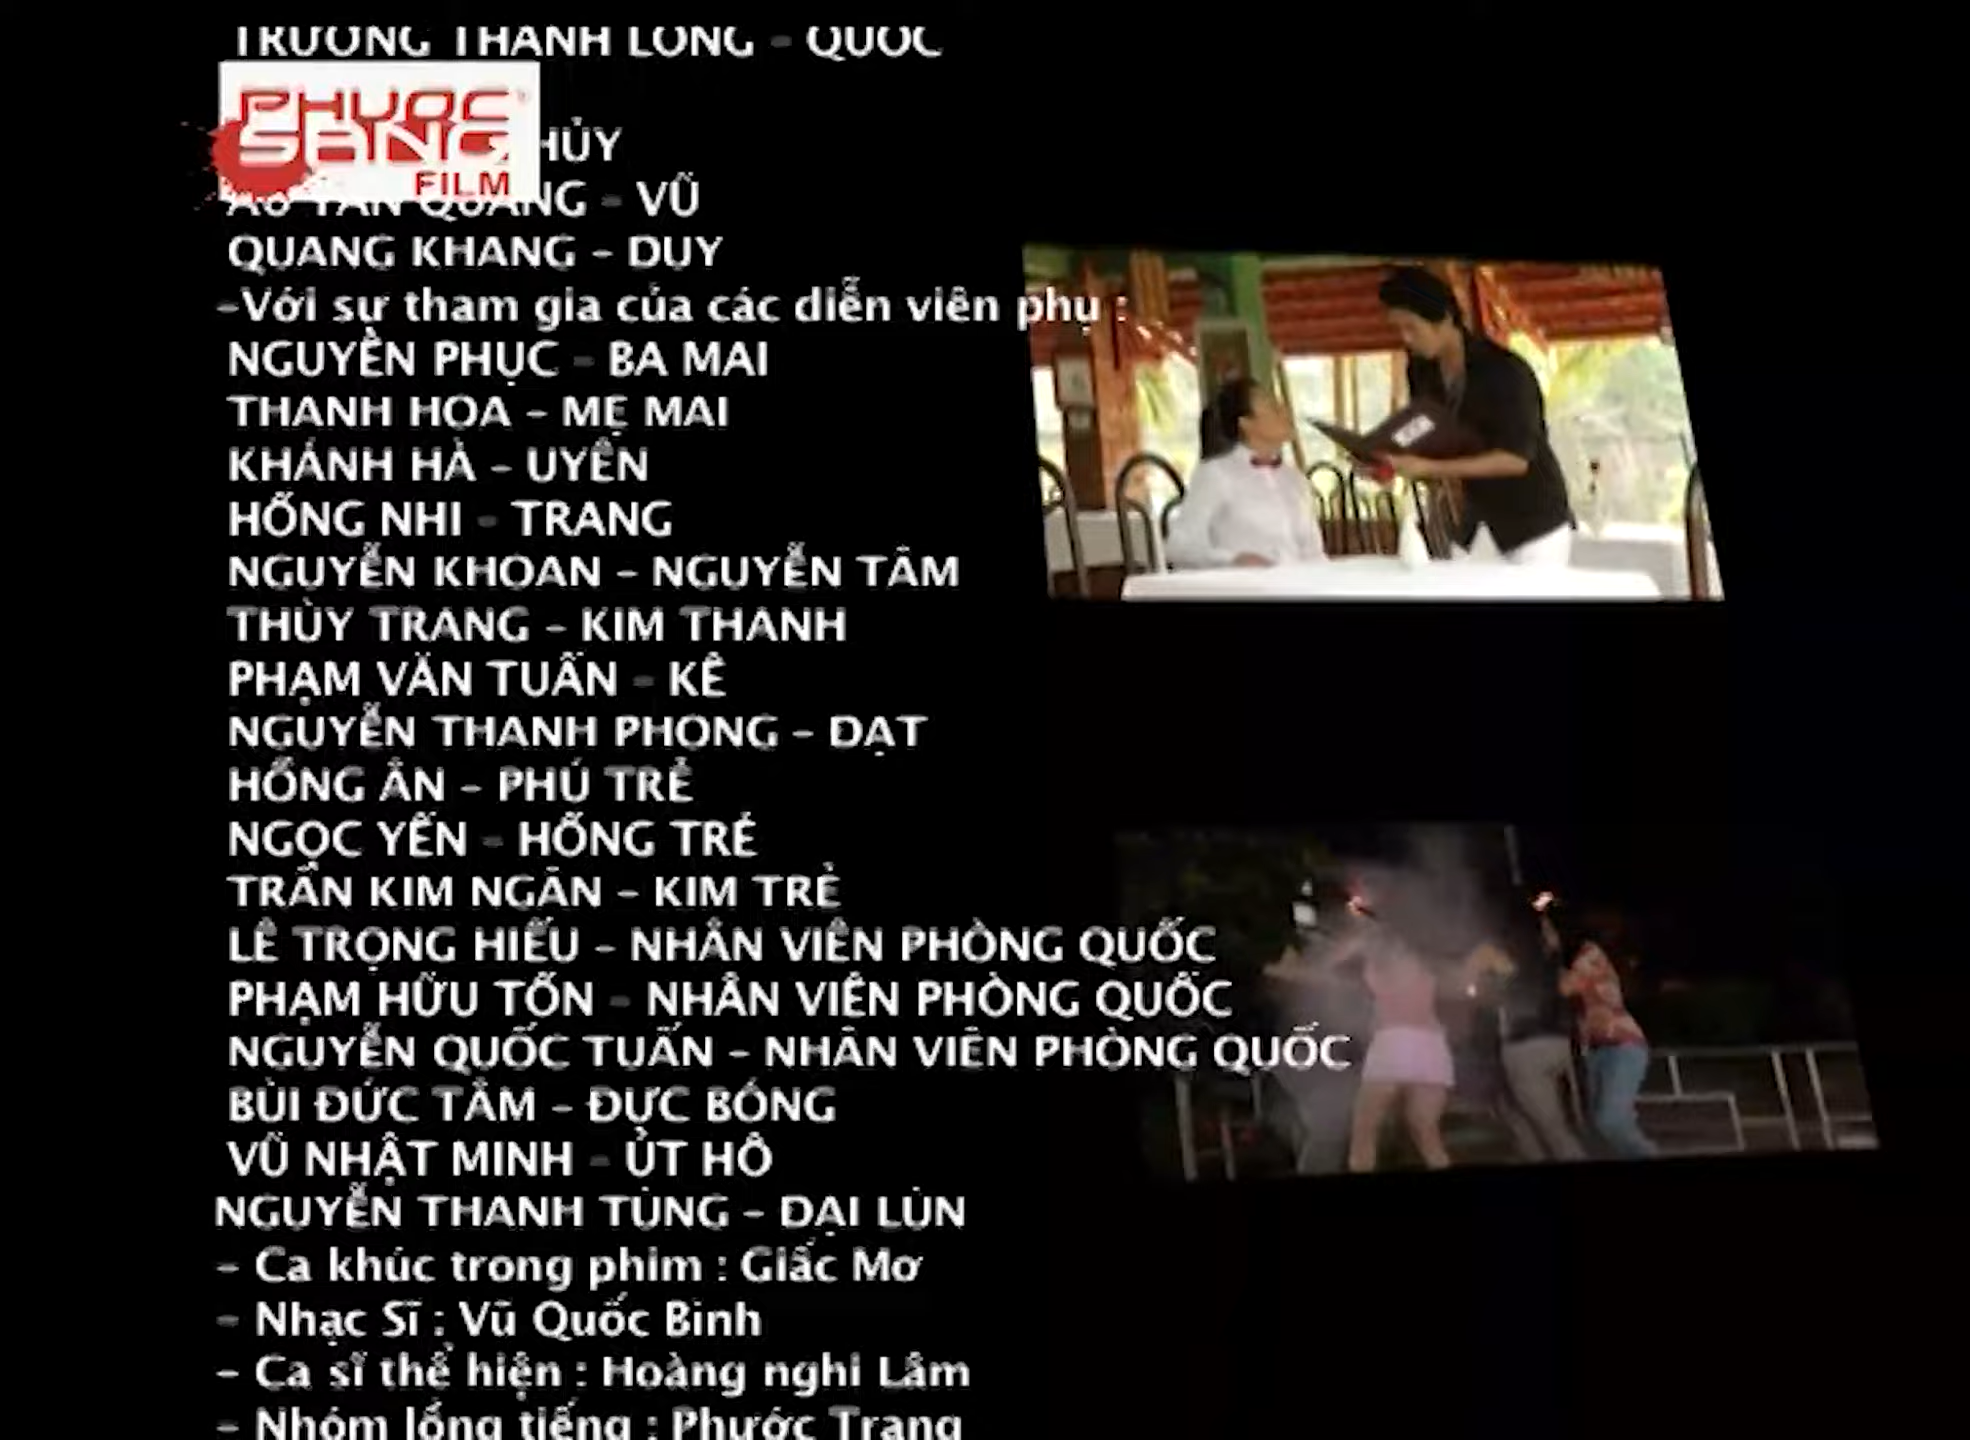 TRƯƠNG THANH LONG - QUỐC
PHUOC
SANG
FILM
HỦY
QUANG - VŨ
QUANG KHANG - DUY
-Với sự tham gia của các diễn viên phụ :
NGUYỄN PHỤC - BA MAI
THANH HOA - MẸ MAI
KHÁNH HÀ - UYÊN
HỒNG NHI - TRANG
NGUYỄN KHOAN - NGUYỄN TÂM
THÙY TRANG - KIM THANH
PHẠM VĂN TUẤN - KÊ
NGUYỄN THANH PHONG - ĐẠT
HỒNG ÂN - PHÚ TRẺ
NGỌC YẾN - HỒNG TRẺ
TRẦN KIM NGÂN - KIM TRẺ
LÊ TRỌNG HIẾU - NHÂN VIÊN PHÒNG QUỐC
PHẠM HỮU TỒN - NHÂN VIÊN PHÒNG QUỐC
NGUYỄN QUỐC TUẤN - NHÂN VIÊN PHÒNG QUỐC
BÙI ĐỨC TÂM - ĐỰC BÓNG
VŨ NHẬT MINH - ÚT HÔ
NGUYỄN THANH TÙNG - ĐẠI LÙN
- Ca khúc trong phim : Giấc Mơ
- Nhạc Sĩ : Vũ Quốc Bình
- Ca sĩ thể hiện : Hoàng nghi Lâm
- Nhóm lồng tiếng : Phước Trang